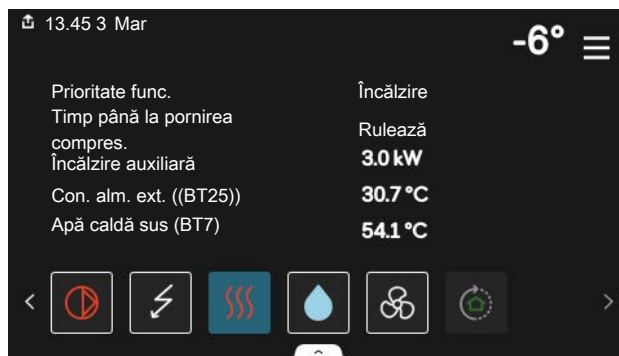 13.45 3 Mar
-6°
Prioritate func. Încălzire
Timp până la pornirea
compres. Rulează
Încălzire auxiliară 3.0 kW
Con. alm. ext. ((BT25)) 30.7 °C
Apă caldă sus (BT7) 54.1 °C